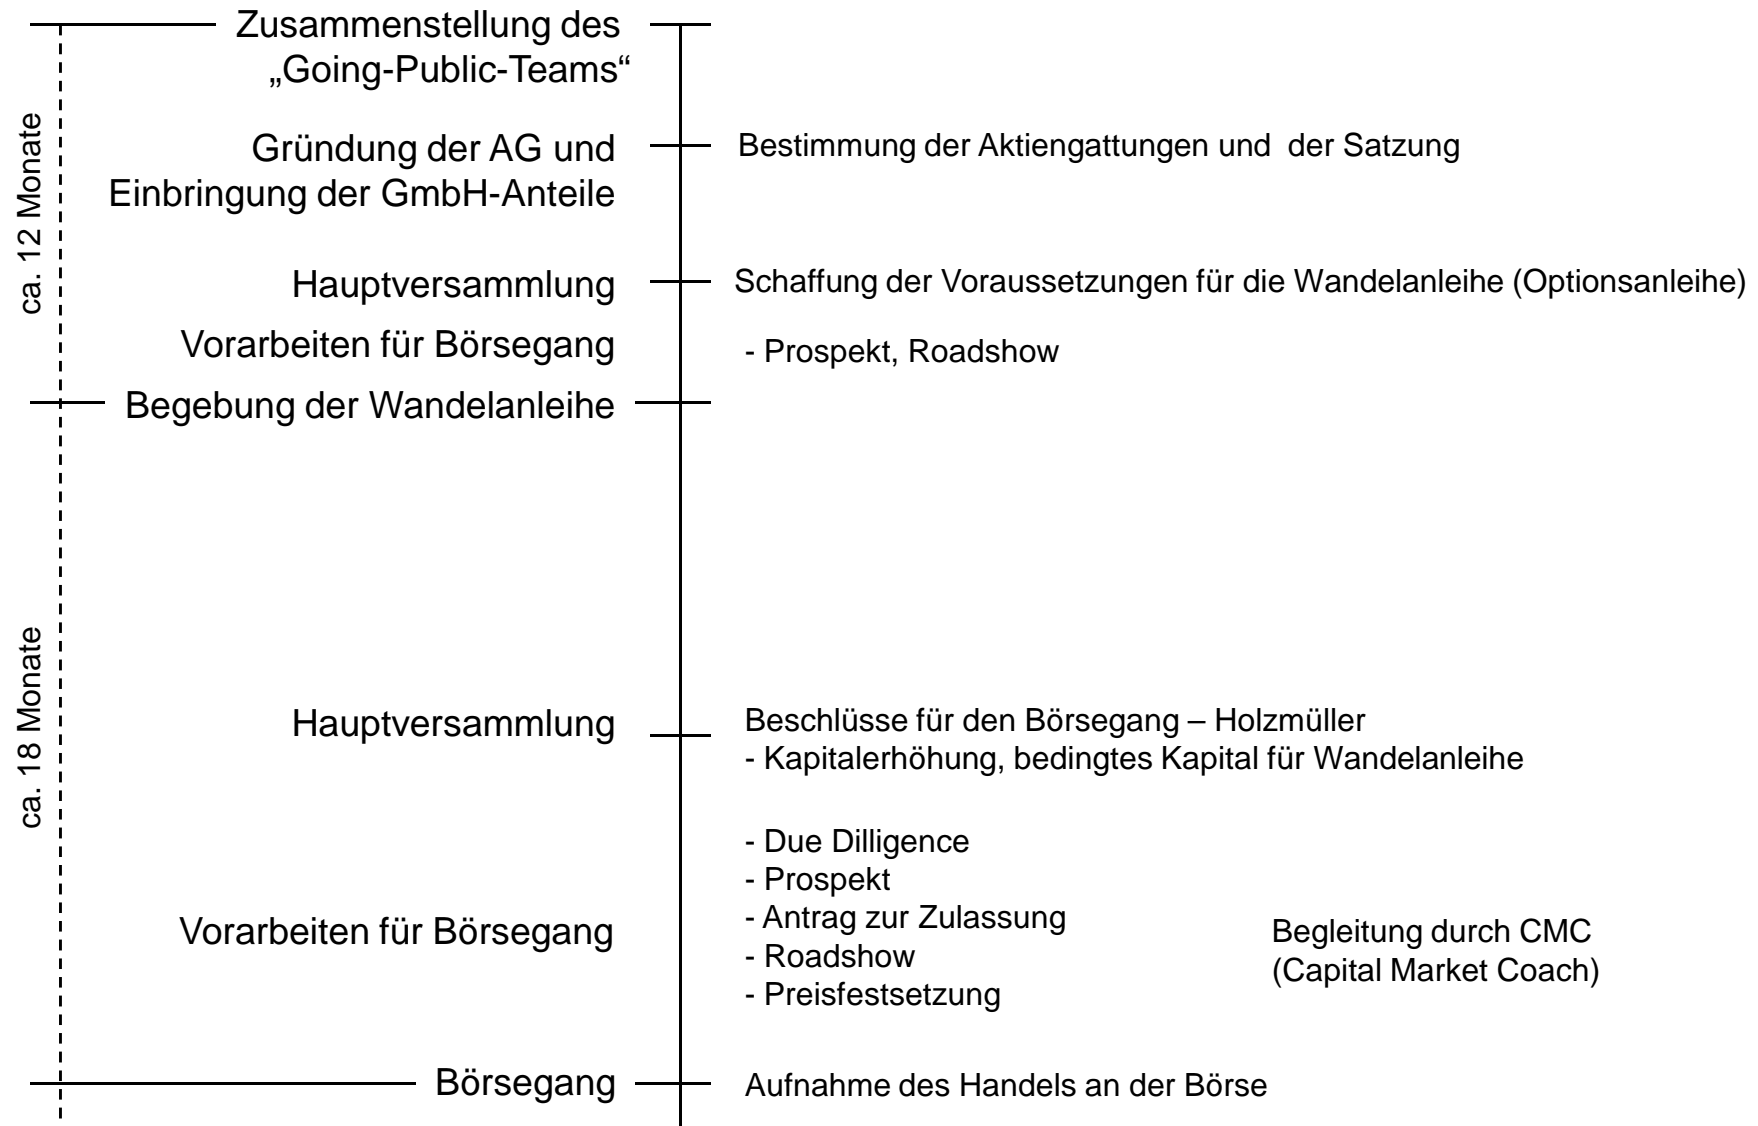 Zusammenstellung des
„Going-Public-Teams“
ca. 12 Monate
Gründung der AG und
Einbringung der GmbH-Anteile
Bestimmung der Aktiengattungen und  der Satzung
Hauptversammlung
Schaffung der Voraussetzungen für die Wandelanleihe (Optionsanleihe)
Vorarbeiten für Börsegang
- Prospekt, Roadshow
Begebung der Wandelanleihe
ca. 18 Monate
Hauptversammlung
Beschlüsse für den Börsegang – Holzmüller
- Kapitalerhöhung, bedingtes Kapital für Wandelanleihe
Vorarbeiten für Börsegang
- Due Dilligence
- Prospekt
- Antrag zur Zulassung
- Roadshow
- Preisfestsetzung
Begleitung durch CMC
(Capital Market Coach)
Börsegang
Aufnahme des Handels an der Börse